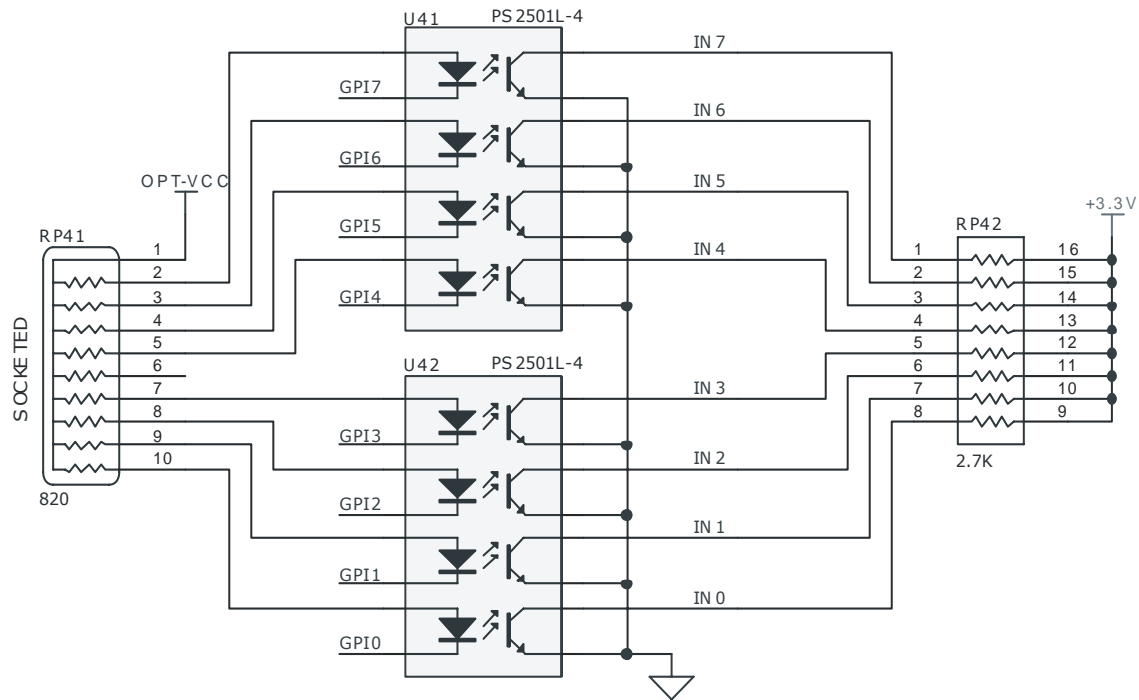 U41 PS2501L-4
IN 7
GPI7
IN 6
GPI6
OPT-VCC
IN 5
GPI5
+3.3V
RP41
RP42
IN 4
GPI4
1
2
3
4
5
6
7
8
9
10
SOCKETED
820
1 16
2 15
3 14
4 13
5 12
6 11
7 10
8 9
2.7K
U42 PS2501L-4
IN 3
GPI3
IN 2
GPI2
IN 1
GPI1
IN 0
GPI0